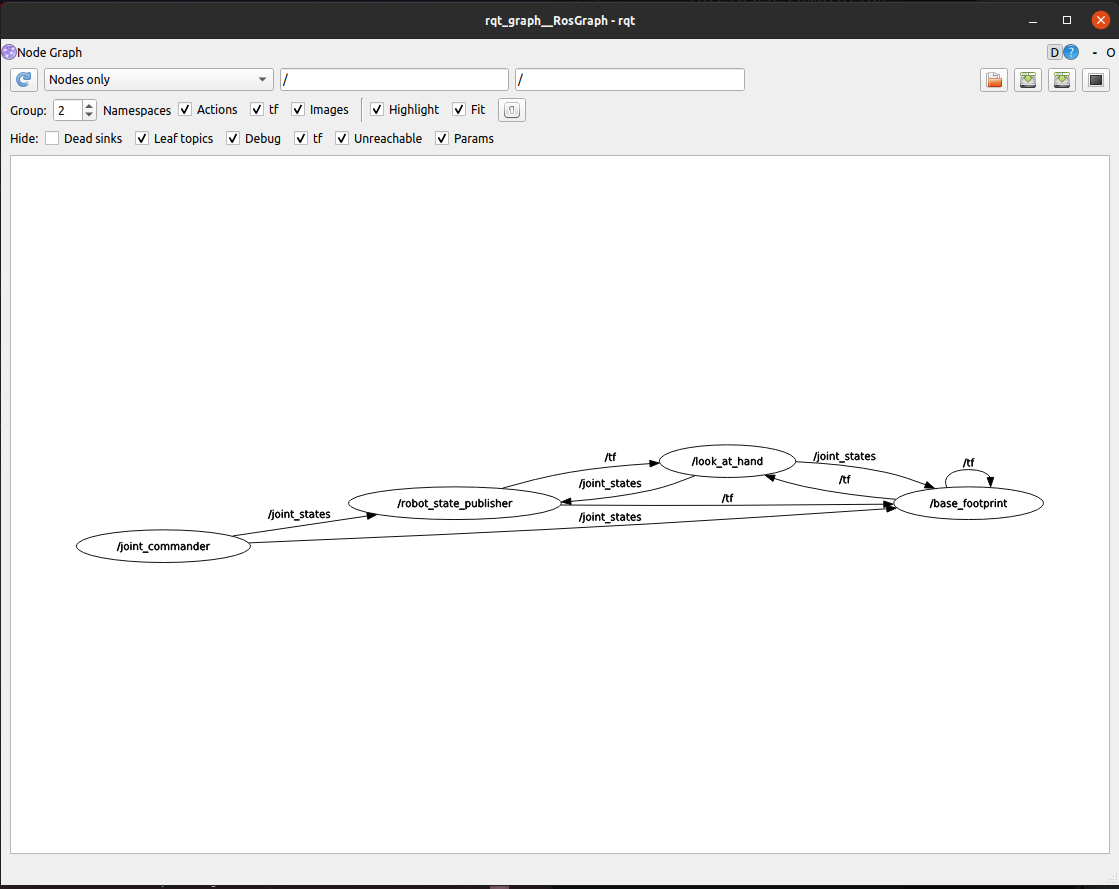 rqt_graph__RosGraph - rqt
Node Graph
D ? - O
Nodes only / /
Group: 2 Namespaces Actions tf Images Highlight Fit
Hide: Dead sinks Leaf topics Debug tf Unreachable Params
/tf
/look_at_hand
/joint_states
/tf
/joint_states
/tf
/robot_state_publisher
/tf
/base_footprint
/joint_states
/joint_states
/joint_commander